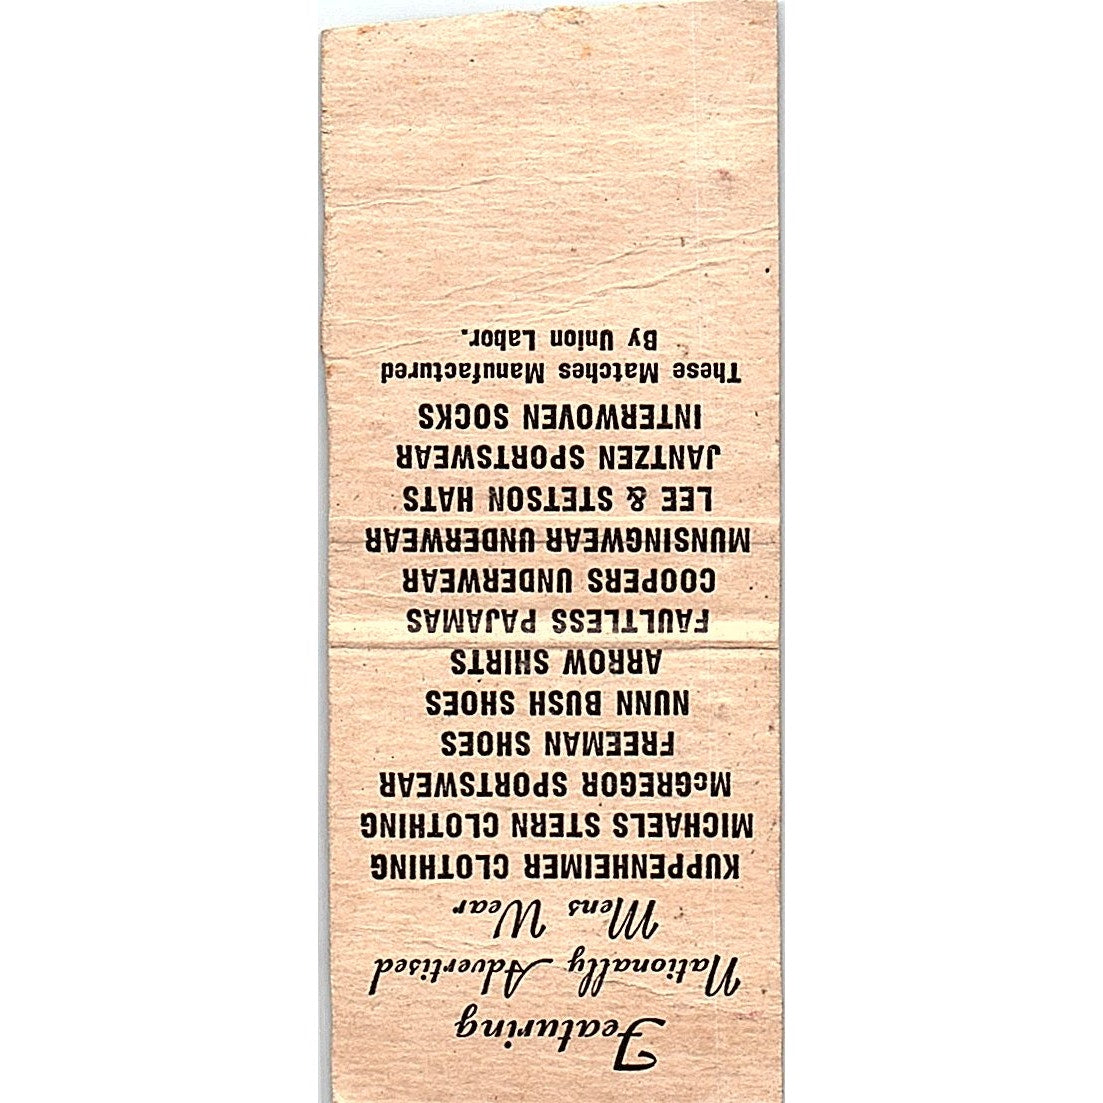 Featuring
Nationally Advertised
Mens Wear
KUPPENHEIMER CLOTHING
MICHAELS STERN CLOTHING
McGREGOR SPORTSWEAR
FREEMAN SHOES
NUNN BUSH SHOES
ARROW SHIRTS
FAULTLESS PAJAMAS
COOPERS UNDERWEAR
MUNSINGWEAR UNDERWEAR
LEE & STETSON HATS
JANTZEN SPORTSWEAR
INTERWOVEN SOCKS
These Matches Manufactured
By Union Labor.